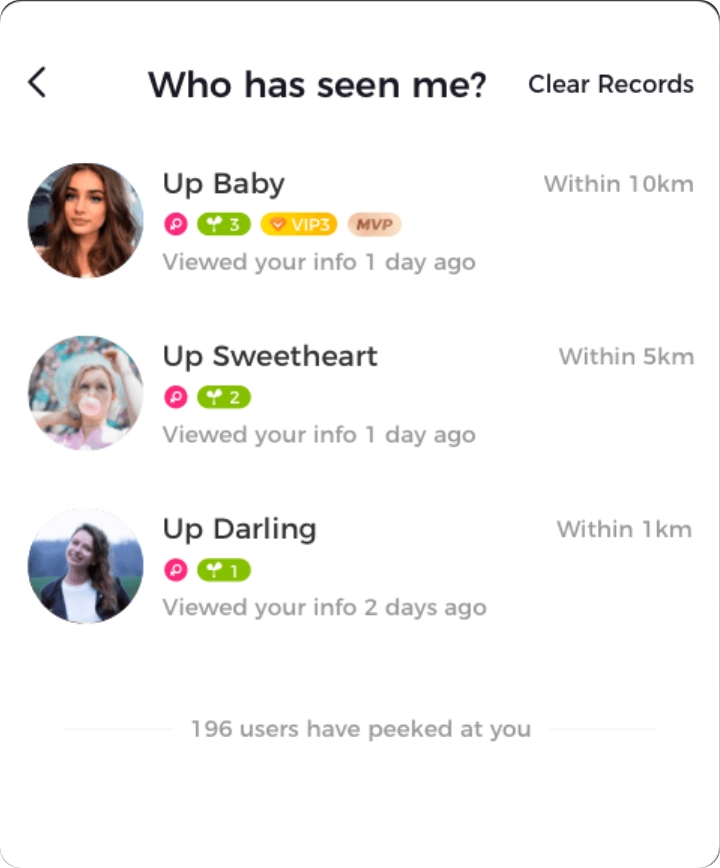 Who has seen me? Clear Records
Up Baby Within 10km
3 VIP3 MVP
Viewed your info 1 day ago
Up Sweetheart Within 5km
2
Viewed your info 1 day ago
Up Darling Within 1km
1
Viewed your info 2 days ago
196 users have peeked at you